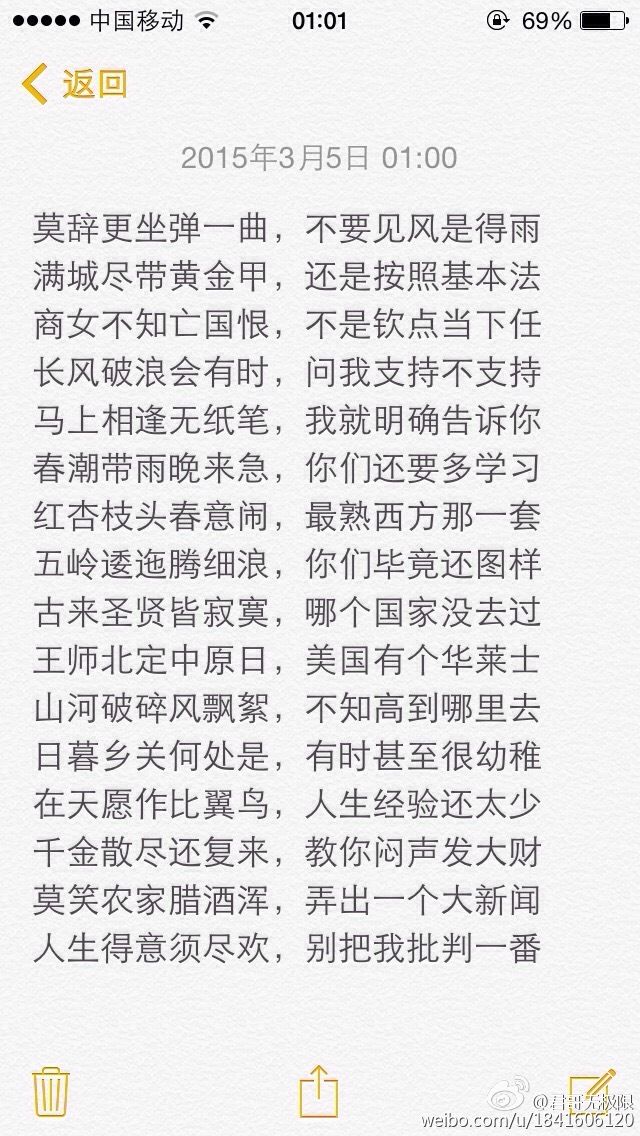 中国移动 01:01 69%
返回
2015年3月5日 01:00
莫辞更坐弹一曲，不要见风是得雨
满城尽带黄金甲，还是按照基本法
商女不知亡国恨，不是钦点当下任
长风破浪会有时，问我支持不支持
马上相逢无纸笔，我就明确告诉你
春潮带雨晚来急，你们还要多学习
红杏枝头春意闹，最熟西方那一套
五岭逶迤腾细浪，你们毕竟还图样
古来圣贤皆寂寞，哪个国家没去过
王师北定中原日，美国有个华莱士
山河破碎风飘絮，不知高到哪里去
日暮乡关何处是，有时甚至很幼稚
在天愿作比翼鸟，人生经验还太少
千金散尽还复来，教你闷声发大财
莫笑农家腊酒浑，弄出一个大新闻
人生得意须尽欢，别把我批判一番
@君哥无极限
weibo.com/u/1841606120